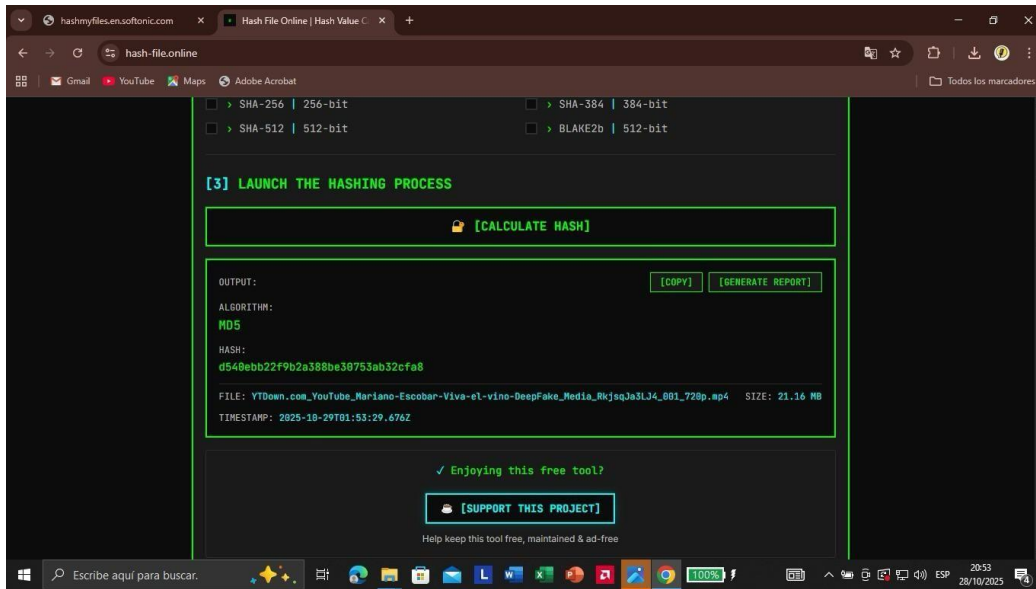 hashmyfiles.en.softonic.com
Hash File Online | Hash Value C
hash-file.online
Gmail YouTube Maps Adobe Acrobat Todos los marcadores
> SHA-256 | 256-bit > SHA-384 | 384-bit
> SHA-512 | 512-bit > BLAKE2b | 512-bit
[3] LAUNCH THE HASHING PROCESS
[CALCULATE HASH]
OUTPUT: [COPY] [GENERATE REPORT]
ALGORITHM:
MD5
HASH:
d540ebb22f9b2a388be30753ab32cfa8
FILE: YTDown.com_YouTube_Mariano-Escobar-Viva-el-vino-DeepFake_Media_RkjsqJa3LJ4_001_720p.mp4 SIZE: 21.16 MB
TIMESTAMP: 2025-10-29T01:53:29.676Z
✓ Enjoying this free tool?
[SUPPORT THIS PROJECT]
Help keep this tool free, maintained & ad-free
Escribe aquí para buscar. 100% ESP 20:53
28/10/2025 4